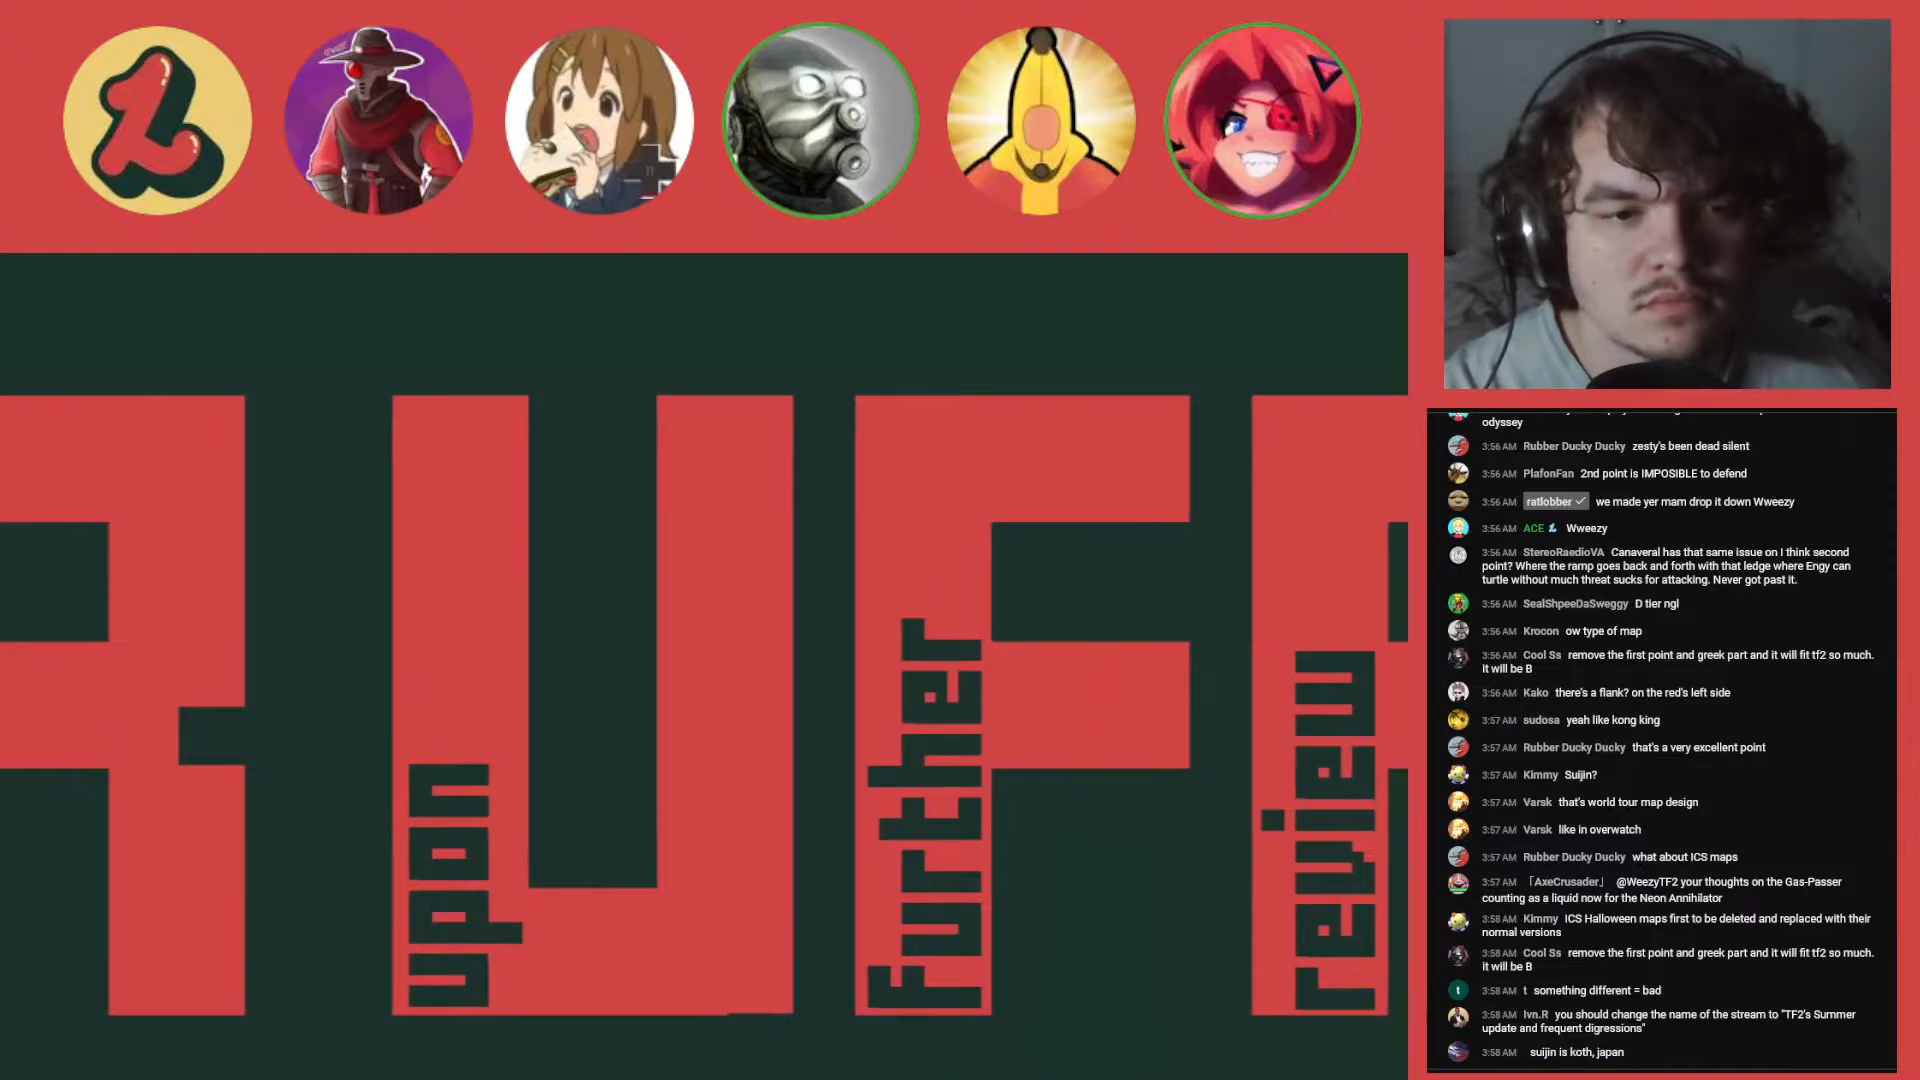 R U F R
upon
further
review
odyssey
3:56 AM Rubber Ducky Ducky zesty's been dead silent
3:56 AM PlafonFan 2nd point is IMPOSIBLE to defend
3:56 AM ratlobber ✓ we made yer mam drop it down Wweezy
3:56 AM ACE Wweezy
3:56 AM StereoRaedioVA Canaveral has that same issue on I think second
point? Where the ramp goes back and forth with that ledge where Engy can
turtle without much threat sucks for attacking. Never got past it.
3:56 AM SealShpeeDaSweggy D tier ngl
3:56 AM Krocon ow type of map
3:56 AM Cool Ss remove the first point and greek part and it will fit tf2 so much.
it will be B
3:56 AM Kako there's a flank? on the red's left side
3:57 AM sudosa yeah like kong king
3:57 AM Rubber Ducky Ducky that's a very excellent point
3:57 AM Kimmy Suijin?
3:57 AM Varsk that's world tour map design
3:57 AM Varsk like in overwatch
3:57 AM Rubber Ducky Ducky what about ICS maps
3:57 AM 「AxeCrusader」 @WeezyTF2 your thoughts on the Gas-Passer
counting as a liquid now for the Neon Annihilator
3:58 AM Kimmy ICS Halloween maps first to be deleted and replaced with their
normal versions
3:58 AM Cool Ss remove the first point and greek part and it will fit tf2 so much.
it will be B
t
3:58 AM t something different = bad
3:58 AM Ivn.R you should change the name of the stream to "TF2's Summer
update and frequent digressions"
3:58 AM suijin is koth, japan